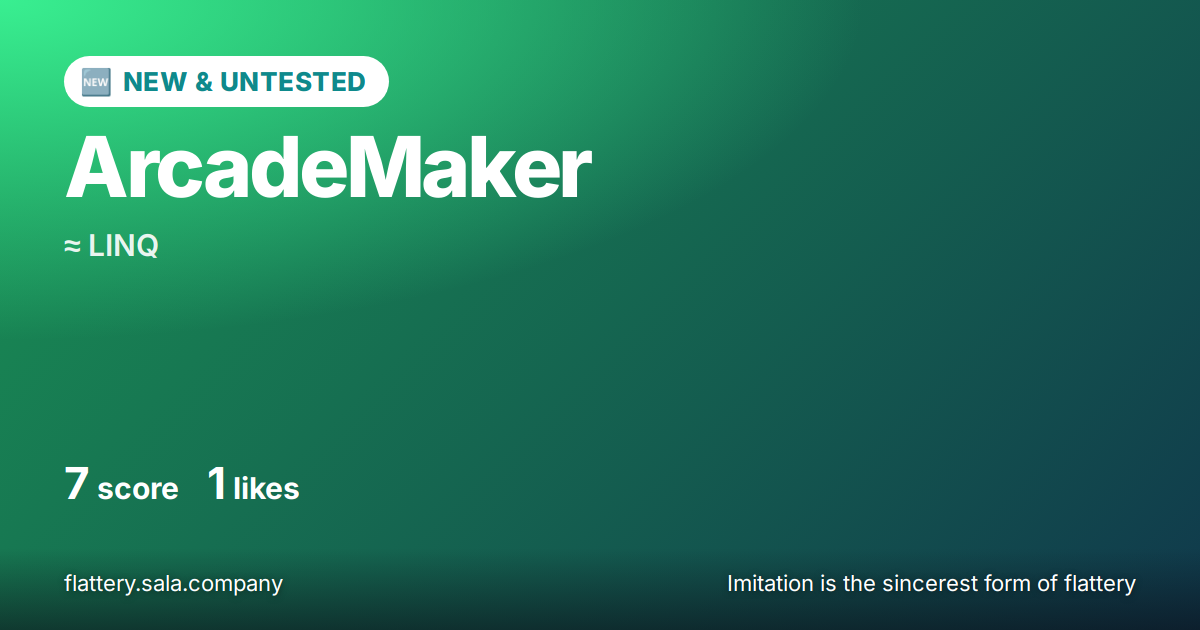 🆕 NEW & UNTESTED
ArcadeMaker
≈ LINQ
7 score 1 likes
flattery.sala.company
Imitation is the sincerest form of flattery